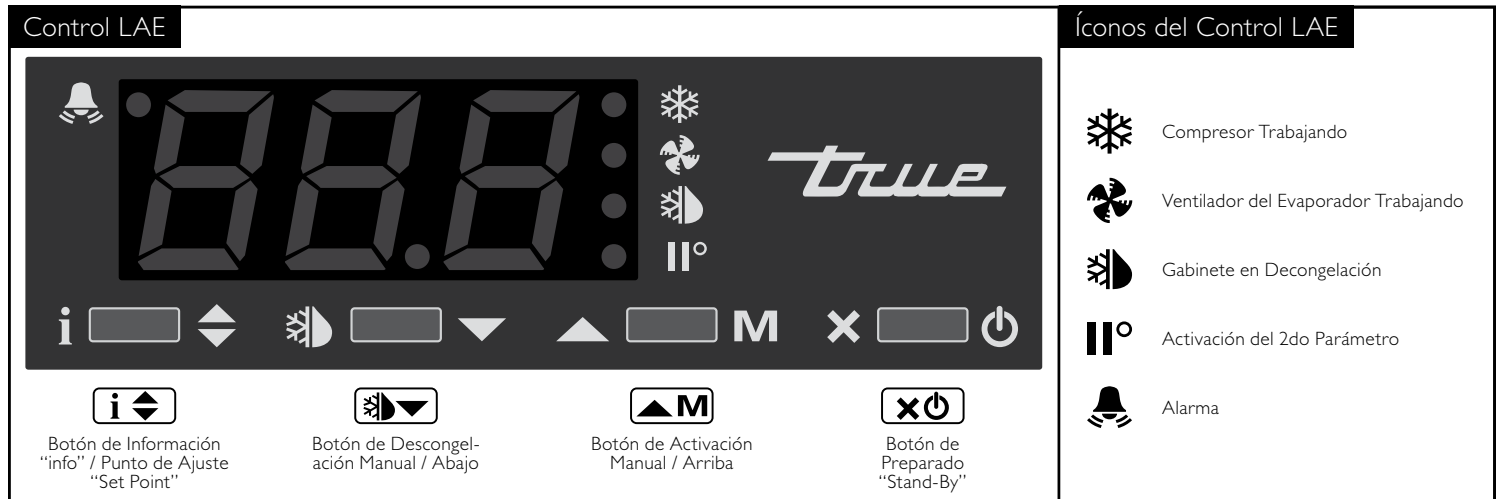 Control LAE
Íconos del Control LAE
true
II°
i
M
i
M
Botón de Información
“info” / Punto de Ajuste
“Set Point”
Botón de Descongel-
ación Manual / Abajo
Botón de Activación
Manual / Arriba
Botón de
Preparado
“Stand-By”
Compresor Trabajando
Ventilador del Evaporador Trabajando
Gabinete en Decongelación
II°
Activación del 2do Parámetro
Alarma